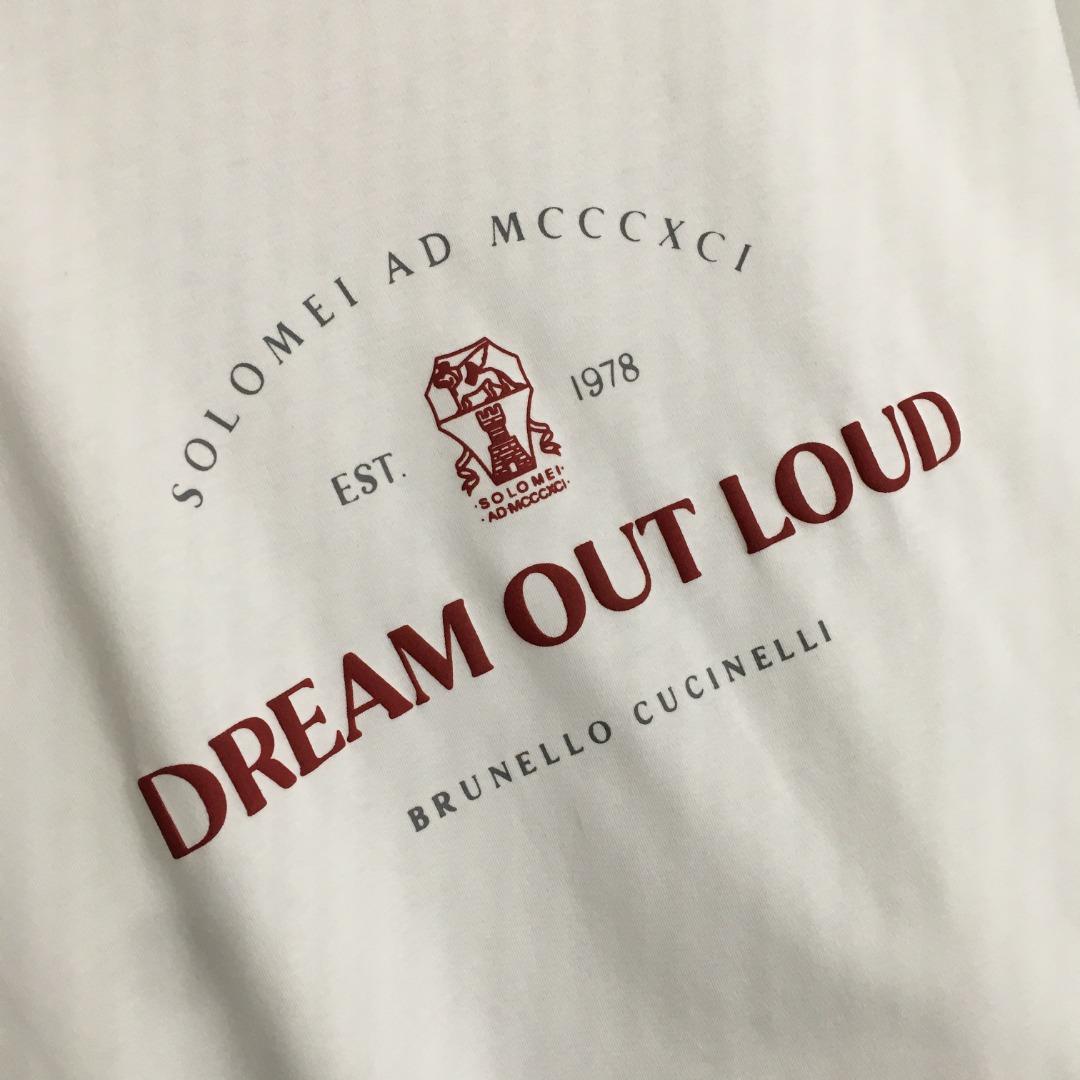 SOLOMEI AD MCCCXCI
EST. 1978
·SOLOMEI·
·AD·MCCCXCI·
DREAM OUT LOUD
BRUNELLO CUCINELLI